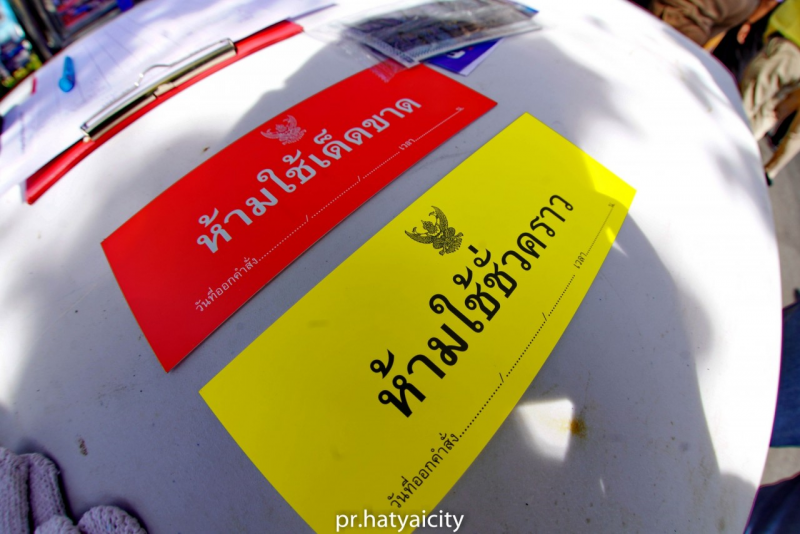 ห้ามใช้เด็ดขาด
วันที่ออกคำสั่ง............../............../.............. เวลา..............น.
ห้ามใช้ชั่วคราว
วันที่ออกคำสั่ง............../............../.............. เวลา..............น.
pr.hatyaicity